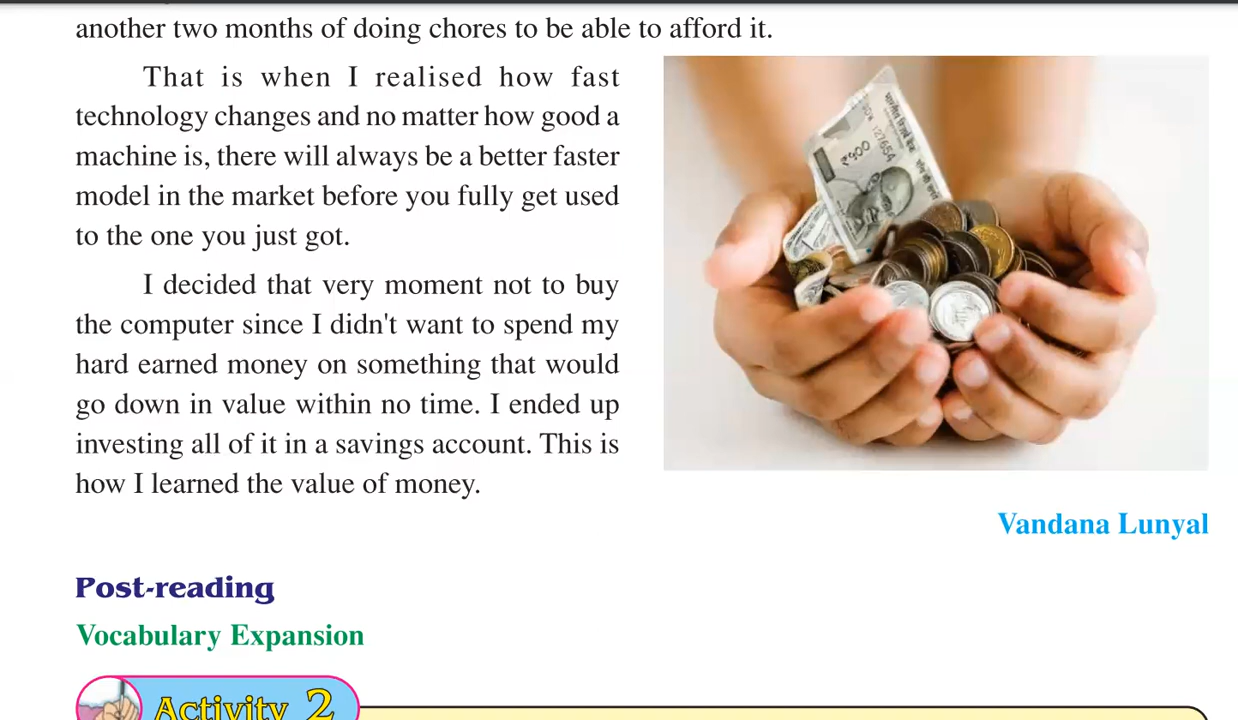 another two months of doing chores to be able to afford it.
That is when I realised how fast
technology changes and no matter how good a
machine is, there will always be a better faster
model in the market before you fully get used
to the one you just got.
I decided that very moment not to buy
the computer since I didn't want to spend my
hard earned money on something that would
go down in value within no time. I ended up
investing all of it in a savings account. This is
how I learned the value of money.
₹१००
127654
Vandana Lunyal
Post-reading
Vocabulary Expansion
Activity 2